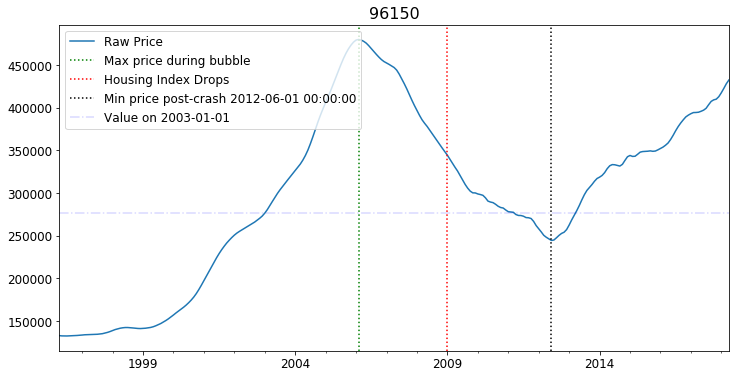 96150
Raw Price
Max price during bubble
Housing Index Drops
Min price post-crash 2012-06-01 00:00:00
Value on 2003-01-01
450000
400000
350000
300000
250000
200000
150000
1999 2004 2009 2014